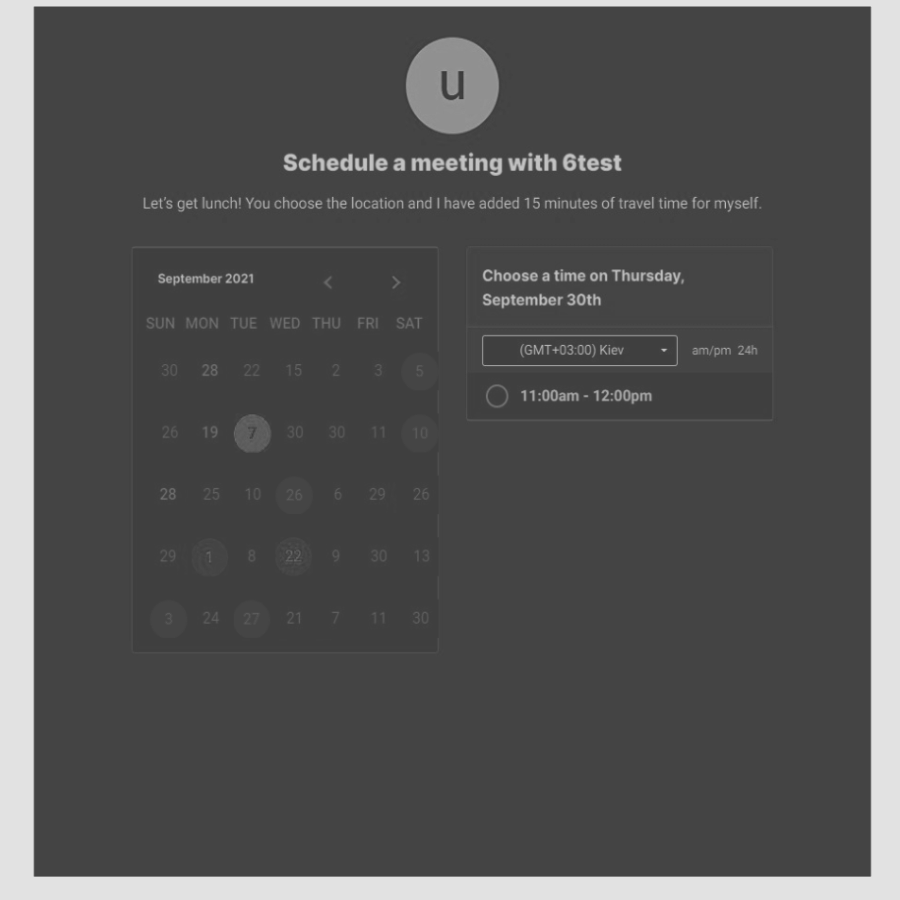 u
Schedule a meeting with 6test
Let's get lunch! You choose the location and I have added 15 minutes of travel time for myself.
September 2021
SUN MON TUE WED THU FRI SAT
30 28 22 15 2 3 5
26 19 7 30 30 11 10
28 25 10 26 6 29 26
29 1 8 22 9 30 13
3 24 27 21 7 11 30
Choose a time on Thursday,
September 30th
(GMT+03:00) Kiev am/pm 24h
11:00am - 12:00pm